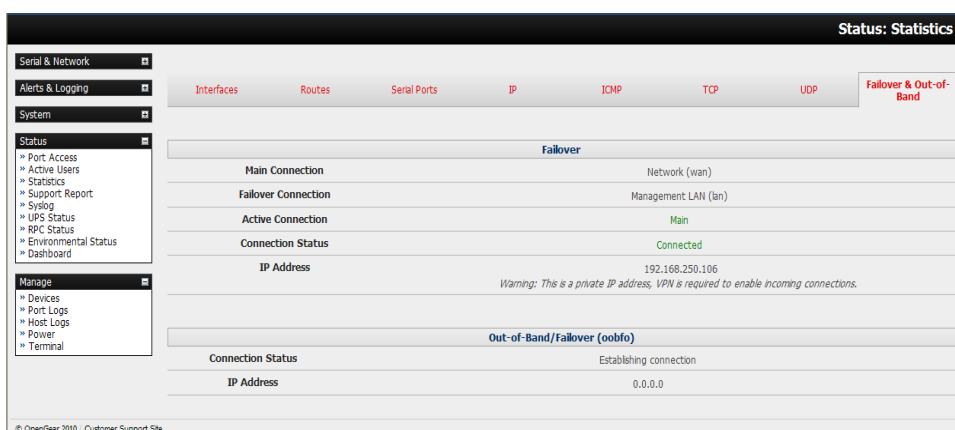 Status: Statistics
Serial & Network
Alerts & Logging
System
Status
» Port Access
» Active Users
» Statistics
» Support Report
» Syslog
» UPS Status
» RPC Status
» Environmental Status
» Dashboard
Manage
» Devices
» Port Logs
» Host Logs
» Power
» Terminal
Interfaces
Routes
Serial Ports
IP
ICMP
TCP
UDP
Failover & Out-of-
Band
Failover
Main Connection Network (wan)
Failover Connection Management LAN (lan)
Active Connection Main
Connection Status Connected
IP Address 192.168.250.106
Warning: This is a private IP address, VPN is required to enable incoming connections.
Out-of-Band/Failover (oobfo)
Connection Status Establishing connection
IP Address 0.0.0.0
© OpenGear 2010 | Customer Support Site